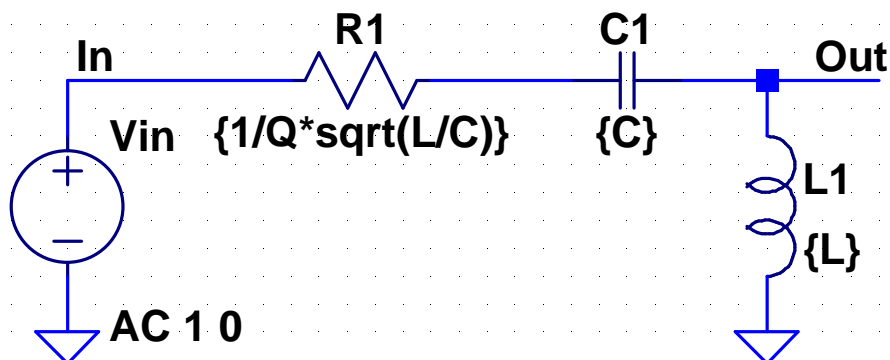 R1
C1
In
Out
Vin
{1/Q*sqrt(L/C)}
{C}
L1
{L}
AC 1 0